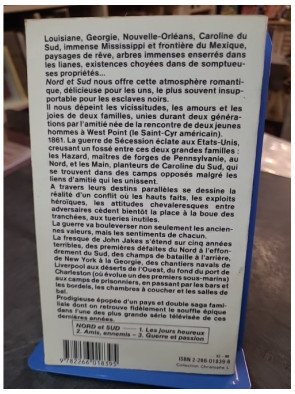 Louisiane, Georgie, Nouvelle-Orléans, Caroline du
Sud, immense Mississippi et frontière du Mexique,
paysages de rêve, arbres immenses enserrés dans
les lianes, existences choyées dans de somptueu-
ses propriétés...
Nord et Sud nous offre cette atmosphère romanti-
que, délicieuse pour les uns, le plus souvent insup-
portable pour les esclaves noirs.
Il nous dépeint les vicissitudes, les amours et les
joies de deux familles, unies durant deux généra-
tions par l'amitié née de la rencontre de deux jeunes
hommes à West Point (le Saint-Cyr américain).
1861. La guerre de Sécession éclate aux Etats-Unis,
creusant un fossé entre ces deux grandes familles :
les Hazard, maîtres de forges de Pennsylvanie, au
Nord, et les Main, planteurs de Caroline du Sud, qui
se trouvent dans des camps opposés malgré les
liens d'amitié qui les unissent.
A travers leurs destins parallèles se dessine la
réalité d'un conflit où les hauts faits, les exploits
héroïques, les attitudes chevaleresques entre
adversaires cèdent bientôt la place à la boue des
tranchées, aux tueries inutiles.
La guerre va bouleverser non seulement les ancien-
nes valeurs, mais les sentiments de chacun.
La fresque de John Jakes s'étend sur cinq années
terribles, des premières défaites du Nord à l'effon-
drement du Sud, des champs de bataille à l'arrière,
de New York à la Georgie, des chantiers navals de
Liverpool aux déserts de l'Ouest, du fond du port de
Charleston (où évolue un des premiers sous-marins)
aux camps de prisonniers, en passant par les bars et
les bordels, les chambres à coucher et les salles de
bal.
Prodigieuse épopée d'un pays et double saga fami-
liale dont on retrouve fidèlement le souffle épique
dans l'une des plus grande série télévisée de ces
dernières années.
NORD et SUD 1. Les jours heureux
2. Amis, ennemis — 3. Guerre et passion
9 782266 018395
ISBN 2-266-01839-8